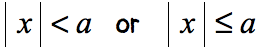 | x | < a or | x | ≤ a